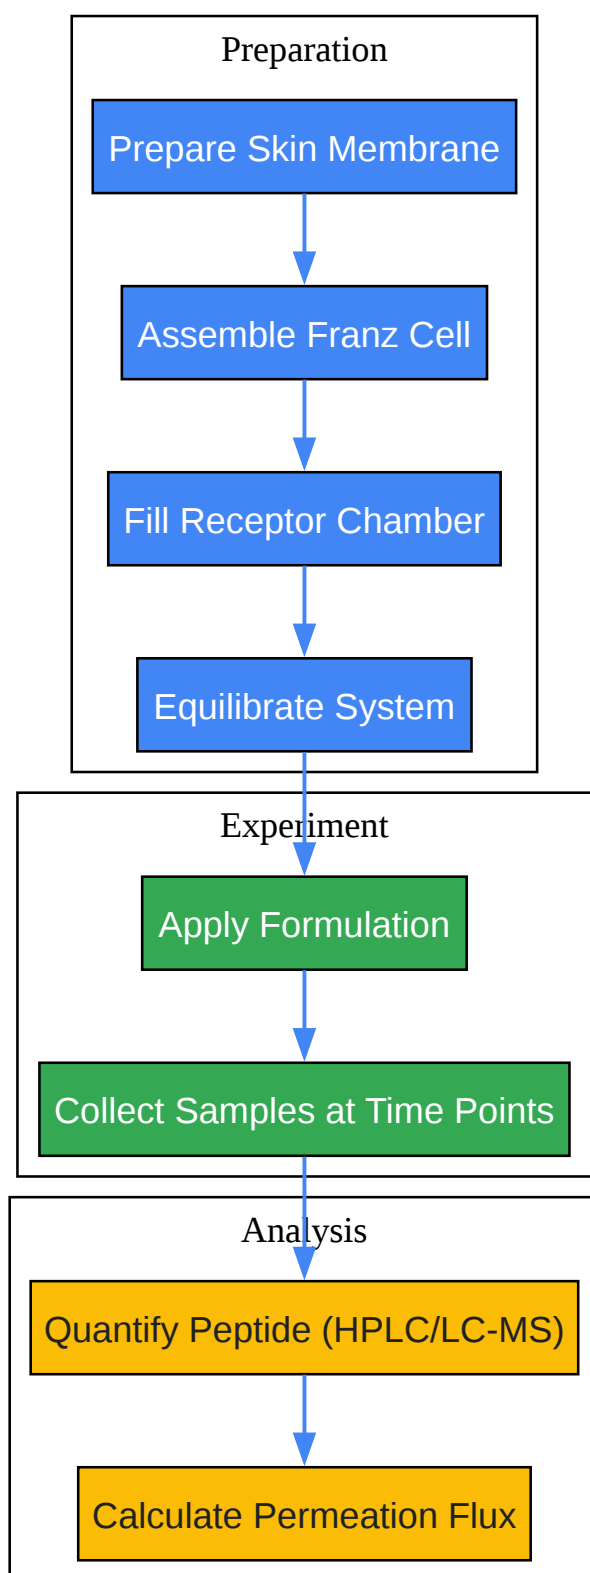 Preparation
Prepare Skin Membrane
Assemble Franz Cell
Fill Receptor Chamber
Equilibrate System
Experiment
Apply Formulation
Collect Samples at Time Points
Analysis
Quantify Peptide (HPLC/LC-MS)
Calculate Permeation Flux